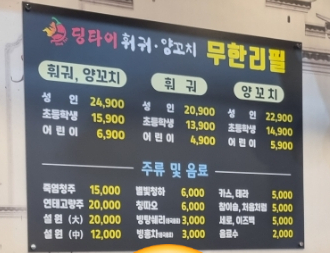 딩타이 훠궈·양꼬치 무한리필
훠궈, 양꼬치
성 인 24,900
초등학생 15,900
어린이 6,900
훠 궈
성 인 20,900
초등학생 13,900
어린이 4,900
양꼬치
성 인 22,900
초등학생 14,900
어린이 5,900
주류 및 음료
죽엽청주 15,000
연태고량주 20,000
설원 (大) 20,000
설원 (中) 12,000
별빛청하 6,000
칭따오 6,000
빙탕쉐리 3,000
빙홍차 3,000
카스, 테라 5,000
참이슬, 처음처럼 5,000
새로, 이즈백 5,000
음료수 2,000